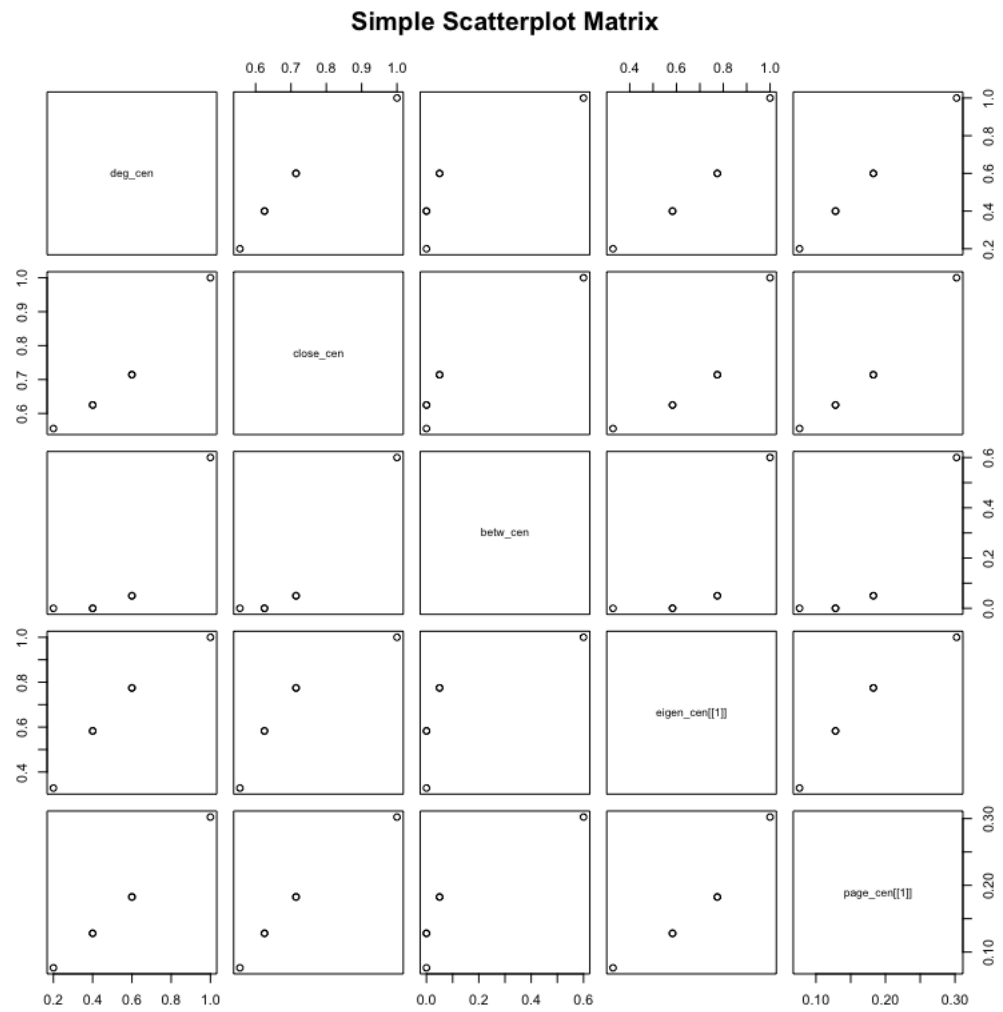 Simple Scatterplot Matrix
0.6 0.7 0.8 0.9 1.0
0.4 0.6 0.8 1.0
deg_cen
0.2 0.4 0.6 0.8 1.0
0.6 0.7 0.8 0.9 1.0
close_cen
betw_cen
0.0 0.2 0.4 0.6
0.4 0.6 0.8 1.0
eigen_cen[[1]]
page_cen[[1]]
0.10 0.20 0.30
0.2 0.4 0.6 0.8 1.0
0.0 0.2 0.4 0.6
0.10 0.20 0.30